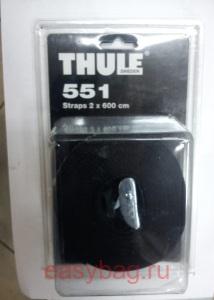 THULE
SWEDEN
551
Straps 2 x 600 cm
easybag.ru